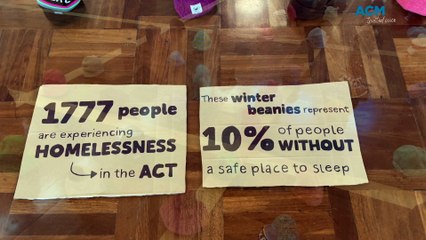 ACM
1777 people
are experiencing
HOMELESSNESS
in the ACT
These winter
beanies represent
10% of people
WITHOUT
a safe place to sleep